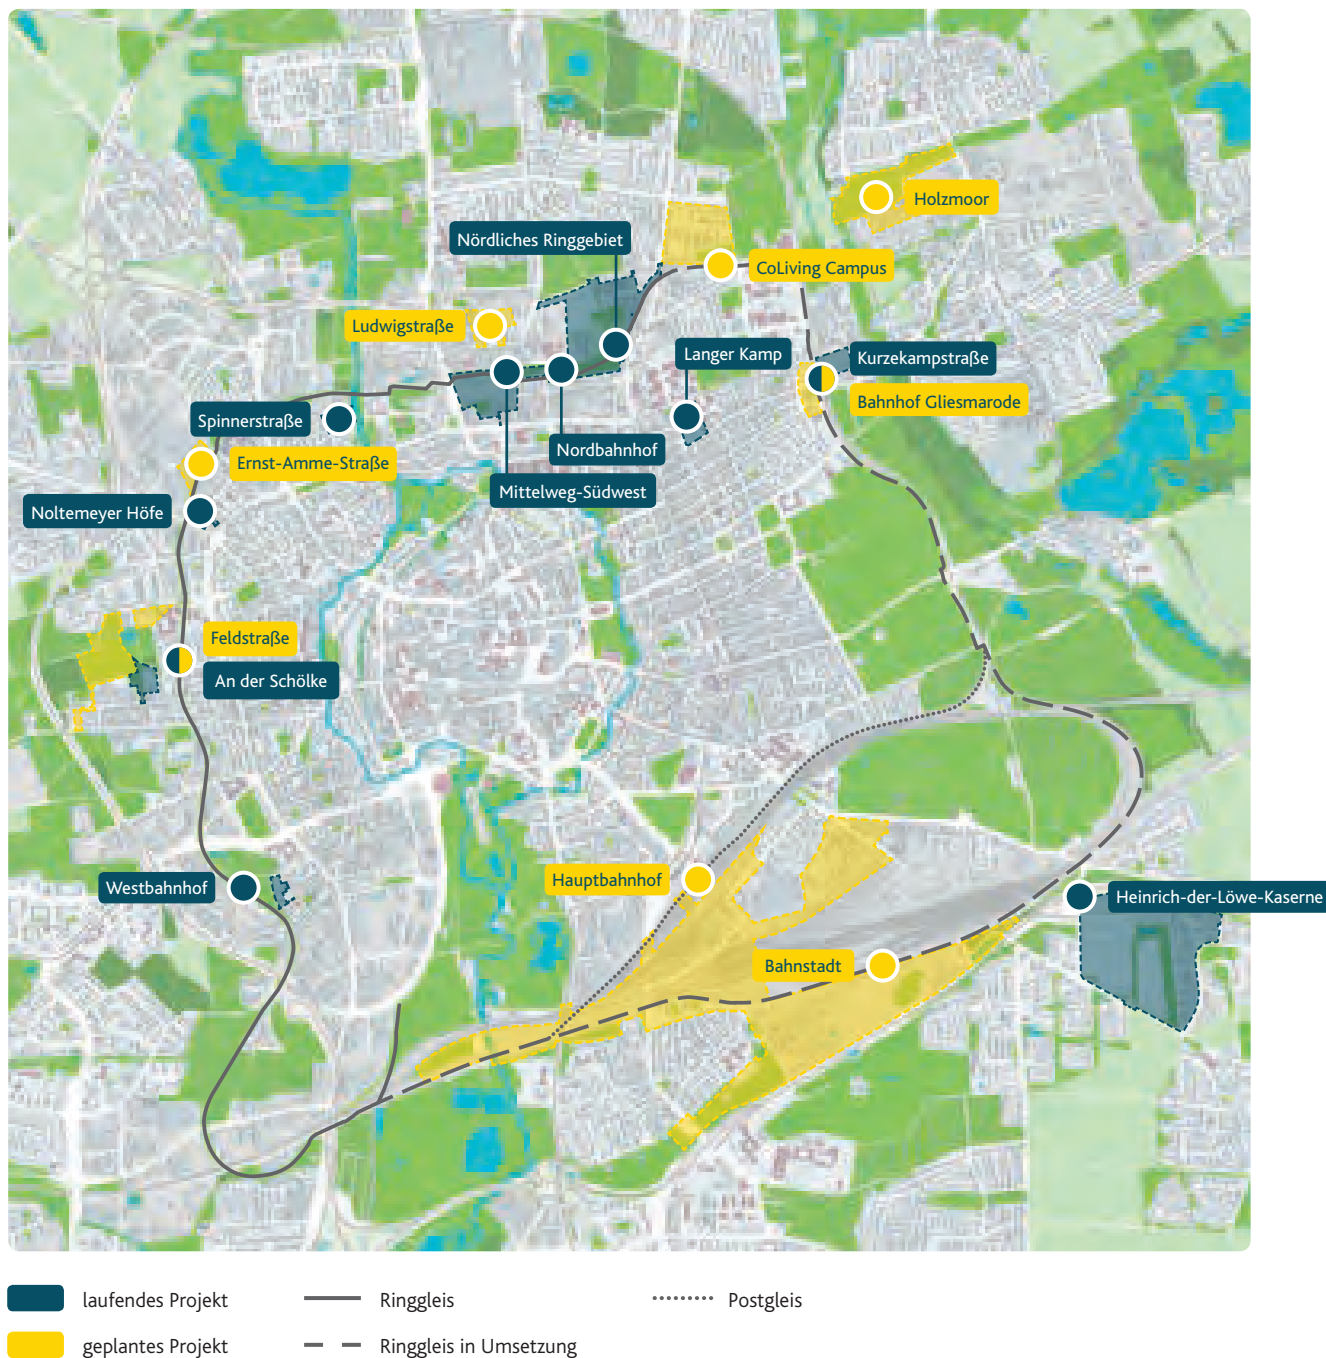 Holzmoor
Nördliches Ringgebiet
CoLiving Campus
Ludwigstraße
Langer Kamp
Kurzekampstraße
Bahnhof Gliesmarode
Spinnerstraße
Nordbahnhof
Ernst-Amme-Straße
Mittelweg-Südwest
Noltemeyer Höfe
Feldstraße
An der Schölke
Hauptbahnhof
Westbahnhof
Heinrich-der-Löwe-Kaserne
Bahnstadt
laufendes Projekt
Ringgleis
Postgleis
geplantes Projekt
Ringgleis in Umsetzung